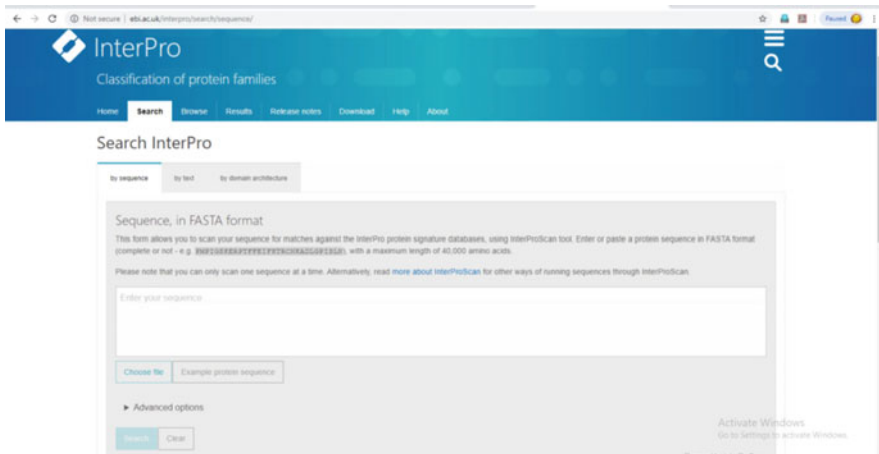 Not secure | ebi.ac.uk/interpro/search/sequence/
Paused
InterPro
Classification of protein families
Home Search Browse Results Release notes Download Help About
Search InterPro
by sequence by text by domain architecture
Sequence, in FASTA format
This form allows you to scan your sequence for matches against the InterPro protein signature databases, using InterProScan tool. Enter or paste a protein sequence in FASTA format
(complete or not - e.g. ), with a maximum length of 40,000 amino acids.
Please note that you can only scan one sequence at a time. Alternatively, read more about InterProScan for other ways of running sequences through InterProScan.
Enter your sequence
Choose file Example protein sequence
Advanced options
Search Clear
Activate Windows
Go to Settings to activate Windows.